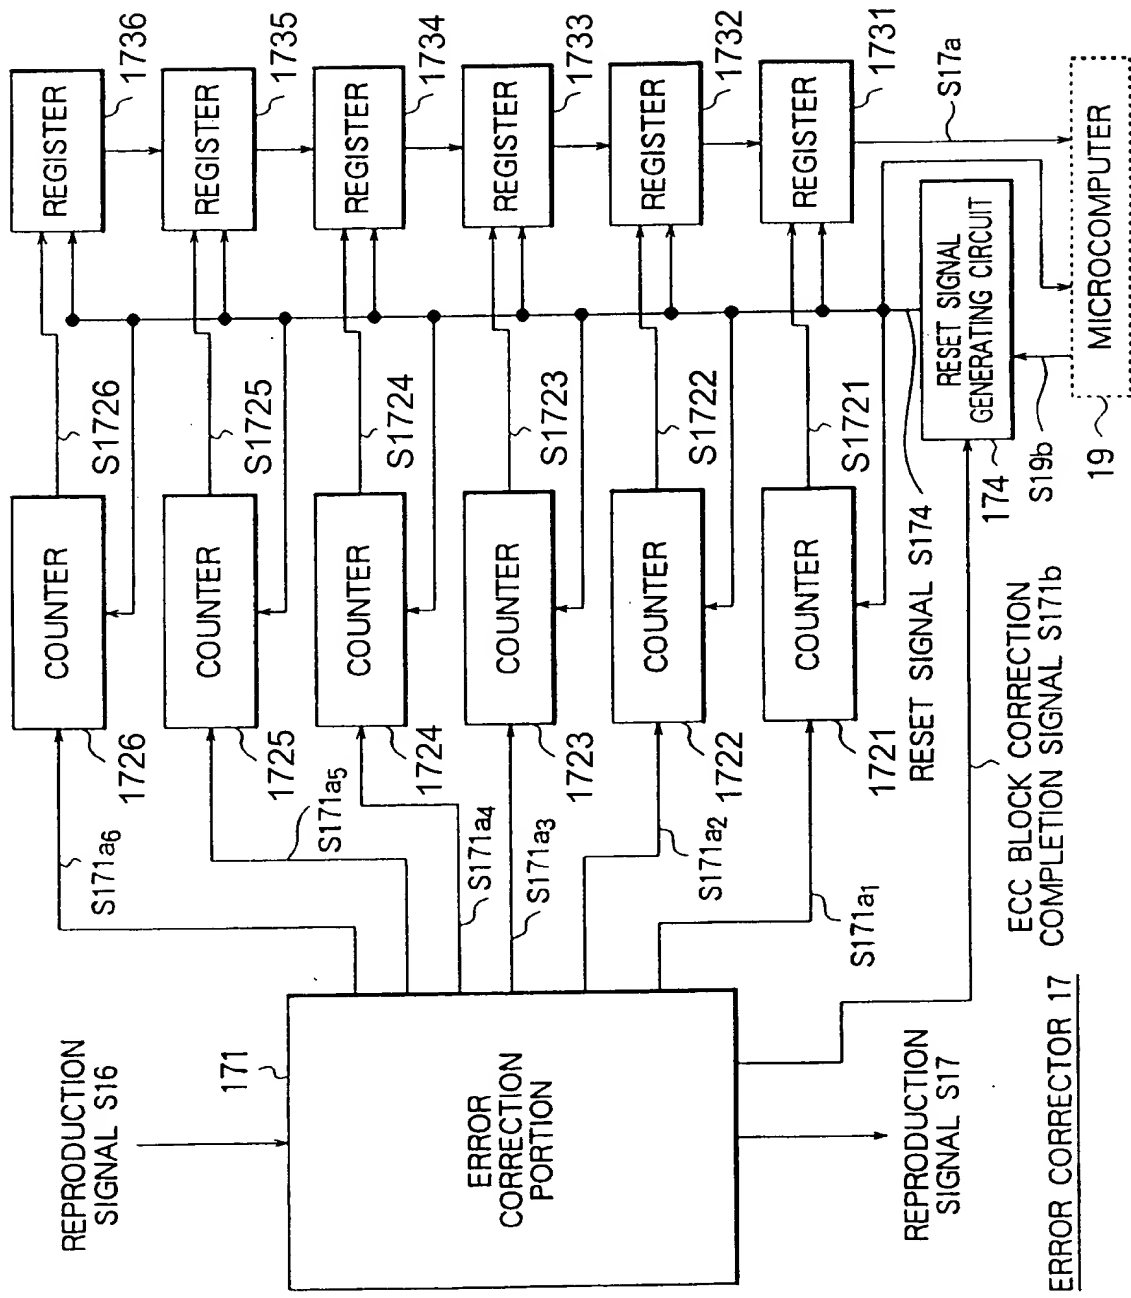 REPRODUCTION
SIGNAL S16
171
ERROR
CORRECTION
PORTION
REPRODUCTION
SIGNAL S17
ERROR CORRECTOR 17
S171a6
S171a5
S171a4
S171a3
S171a2
S171a1
ECC BLOCK CORRECTION
COMPLETION SIGNAL S171b
1726
COUNTER
S1726
REGISTER
1736
1725
COUNTER
S1725
REGISTER
1735
1724
COUNTER
S1724
REGISTER
1734
1723
COUNTER
S1723
REGISTER
1733
1722
COUNTER
S1722
REGISTER
1732
1721
COUNTER
S1721
REGISTER
1731
RESET SIGNAL S174
174
RESET SIGNAL
GENERATING CIRCUIT
S19b
S17a
19
MICROCOMPUTER